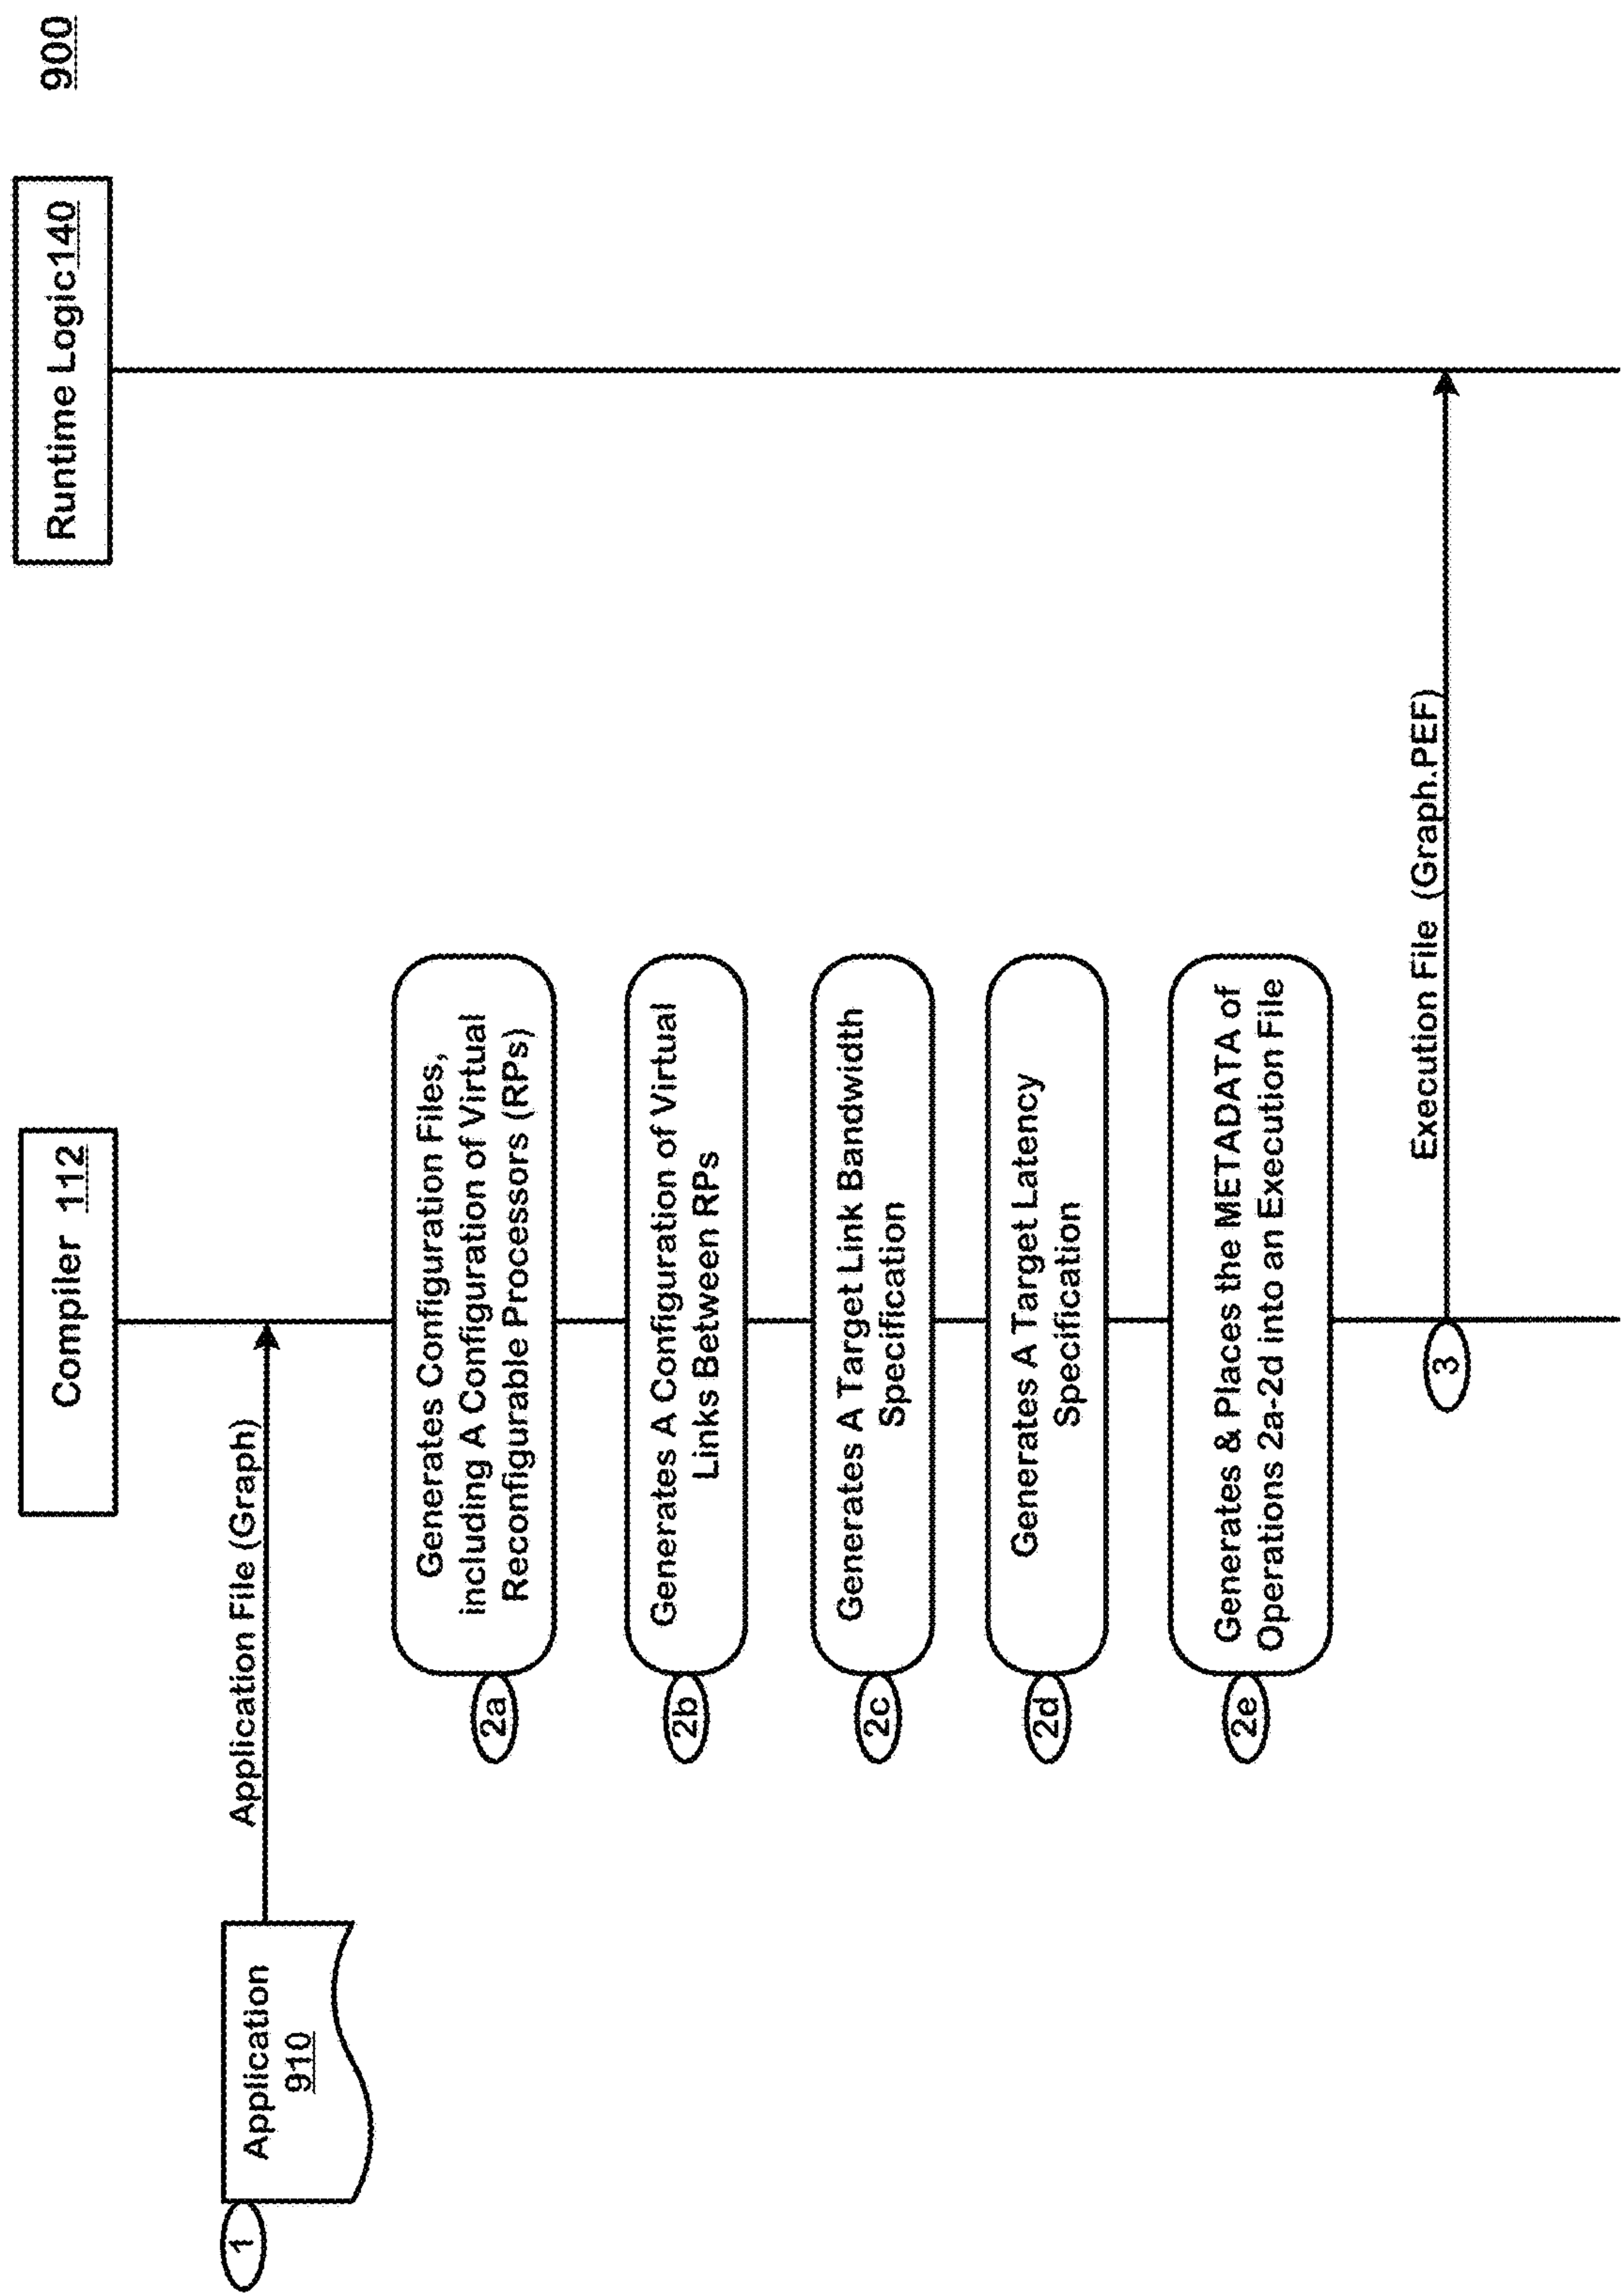 900
Compiler 112
Runtime Logic140
Application File (Graph)
1
Application
910
2a
Generates Configuration Files,
including A Configuration of Virtual
Reconfigurable Processors (RPs)
2b
Generates A Configuration of Virtual
Links Between RPs
2c
Generates A Target Link Bandwidth
Specification
2d
Generates A Target Latency
Specification
2e
Generates & Places the METADATA of
Operations 2a-2d into an Execution File
Execution File (Graph.PEF)
3